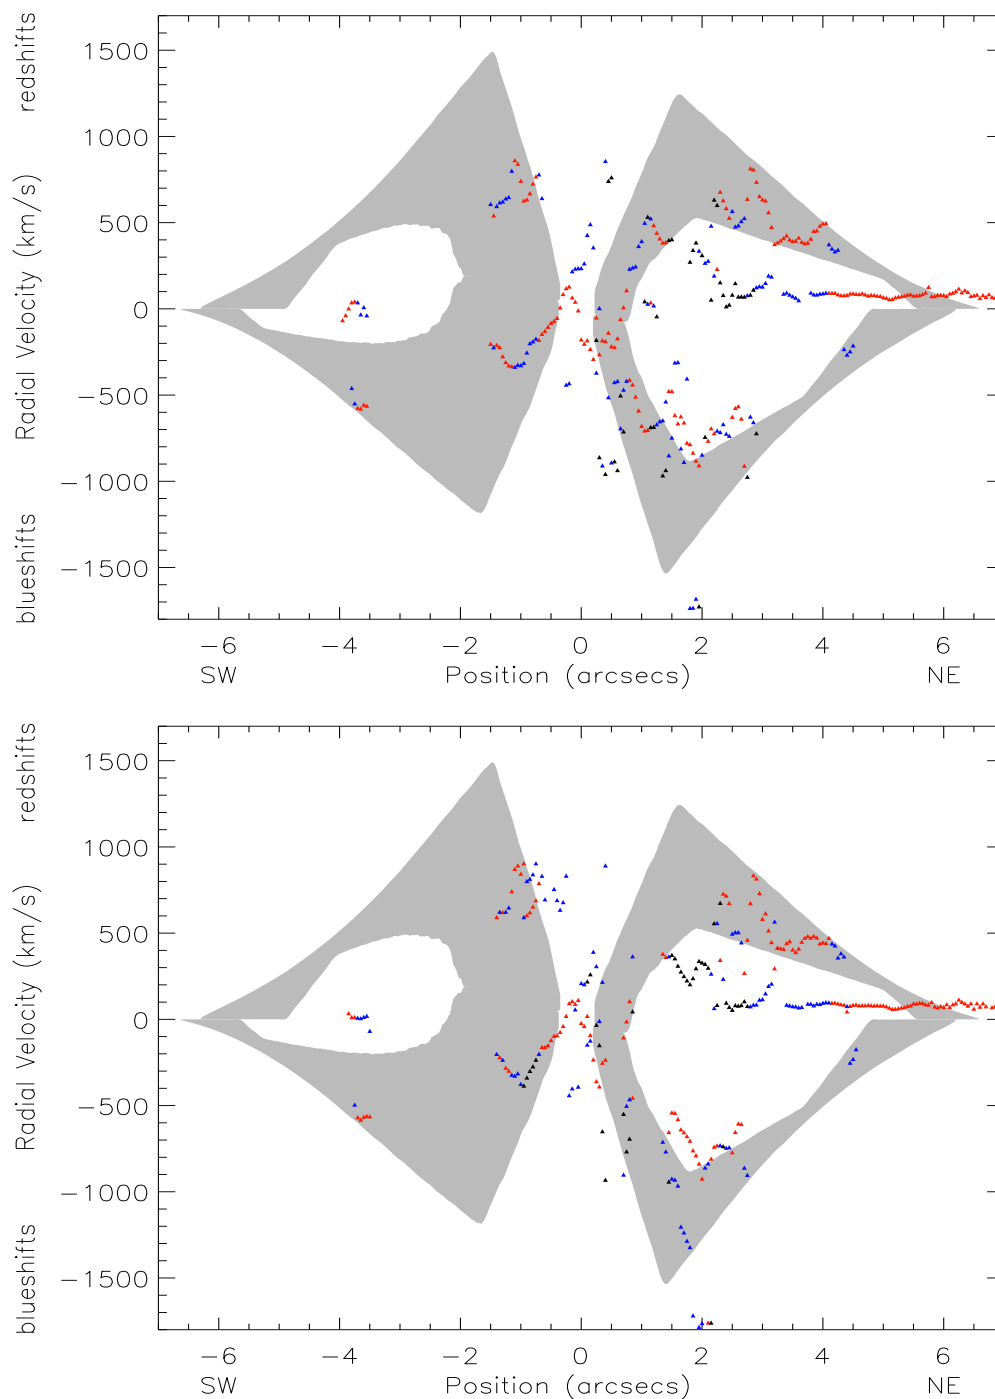 redshifts
Radial Velocity (km/s)
blueshifts
1500
1000
500
0
−500
−1000
−1500
−6 −4 −2 0 2 4 6
SW Position (arcsecs) NE
redshifts
Radial Velocity (km/s)
blueshifts
1500
1000
500
0
−500
−1000
−1500
−6 −4 −2 0 2 4 6
SW Position (arcsecs) NE